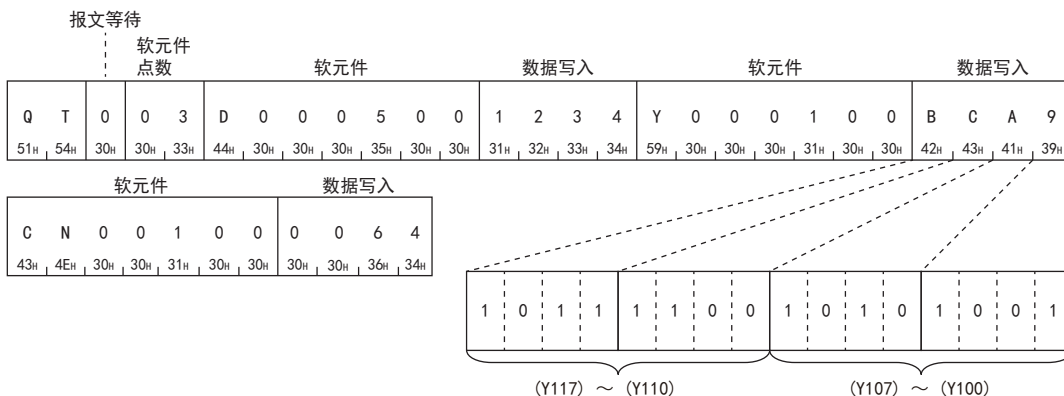 报文等待
软元件
点数 软元件 数据写入 软元件 数据写入
Q T 0 0 3 D 0 0 0 5 0 0 1 2 3 4 Y 0 0 0 1 0 0 B C A 9
51H 54H 30H 30H 33H 44H 30H 30H 30H 35H 30H 30H 31H 32H 33H 34H 59H 30H 30H 30H 31H 30H 30H 42H 43H 41H 39H
软元件 数据写入
C N 0 0 1 0 0 0 0 6 4
43H 4EH 30H 30H 31H 30H 30H 30H 30H 36H 34H
1 0 1 1 1 1 0 0 1 0 1 0 1 0 0 1
(Y117) ～ (Y110) (Y107) ～ (Y100)